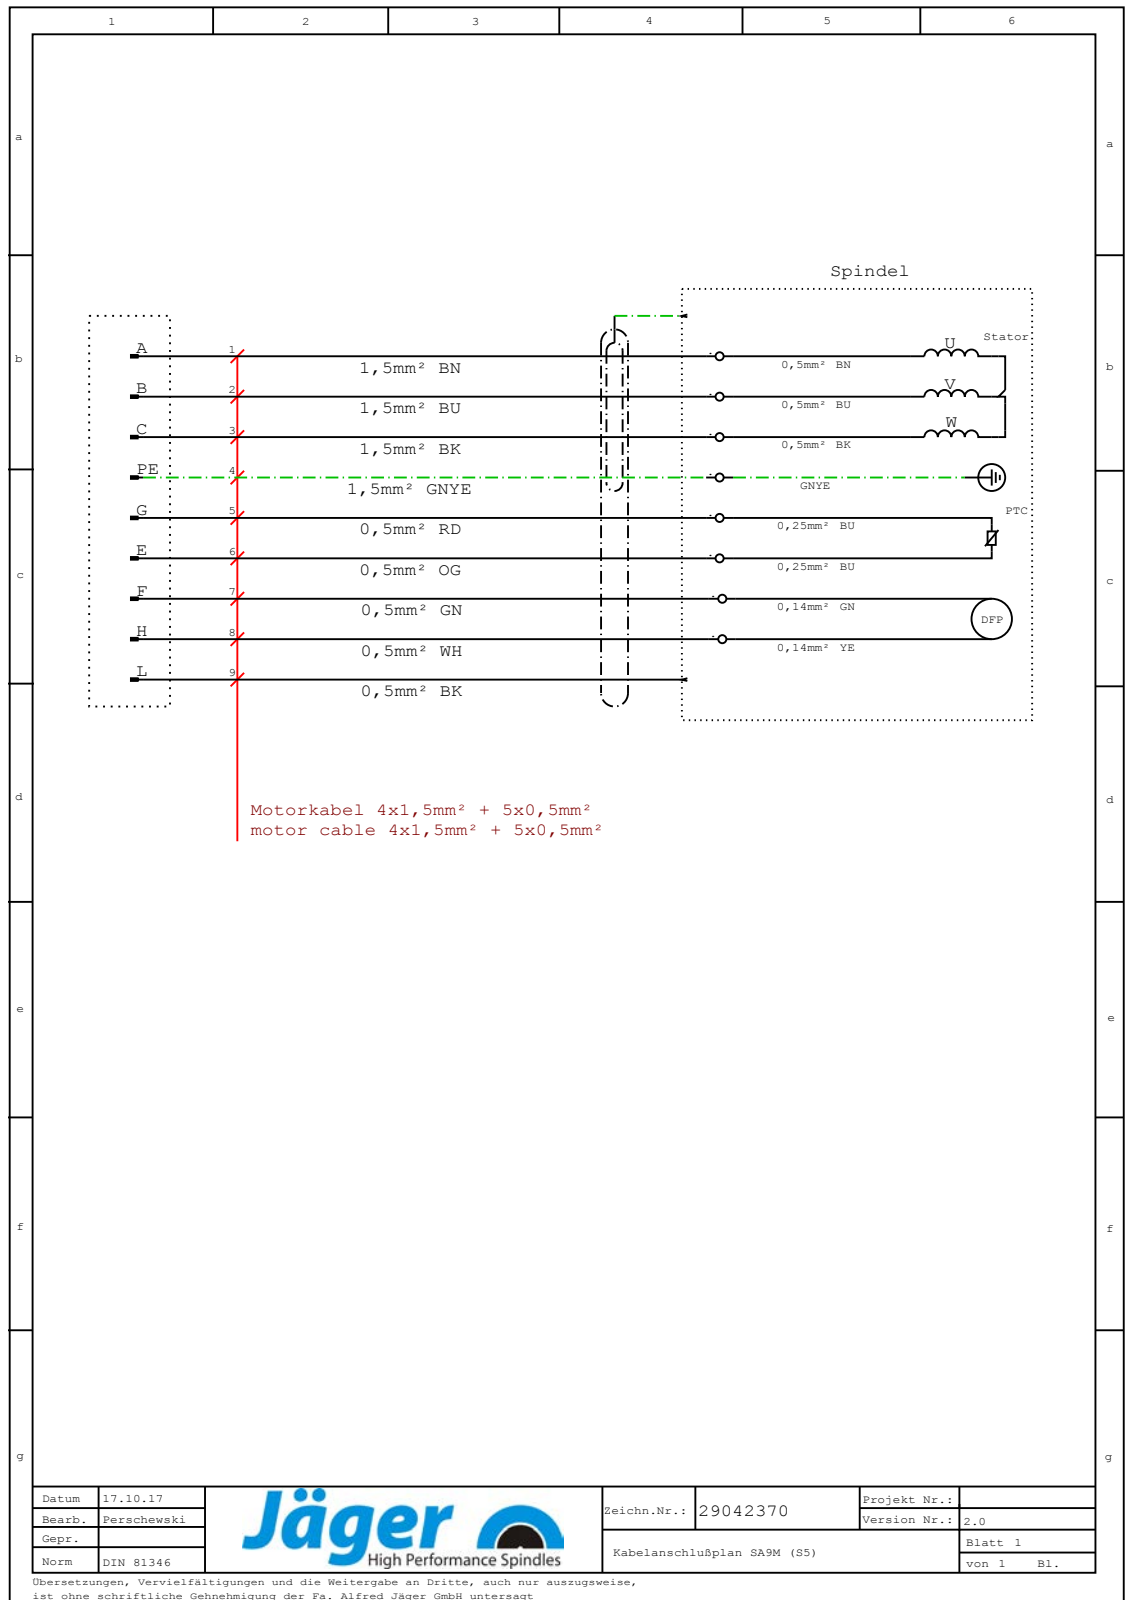 1 2 3 4 5 6
a a
Spindel
b b
A 1 1,5mm² BN 0,5mm² BN U Stator
B 2 1,5mm² BU 0,5mm² BU V
C 3 1,5mm² BK 0,5mm² BK W
PE 4 1,5mm² GNYE GNYE
G 5 0,5mm² RD 0,25mm² BU PTC
E 6 0,5mm² OG 0,25mm² BU
c c
F 7 0,5mm² GN 0,14mm² GN DFP
H 8 0,5mm² WH 0,14mm² YE
L 9 0,5mm² BK
d d
Motorkabel 4x1,5mm² + 5x0,5mm²
motor cable 4x1,5mm² + 5x0,5mm²
e e
f f
g g
Datum 17.10.17
Bearb. Perschewski
Gepr.
Norm DIN 81346
Jäger
High Performance Spindles
Zeichn.Nr.: 29042370
Kabelanschlußplan SA9M (S5)
Projekt Nr.:
Version Nr.: 2.0
Blatt 1
von 1 Bl.
Übersetzungen, Vervielfältigungen und die Weitergabe an Dritte, auch nur auszugsweise,
ist ohne schriftliche Gehnehmigung der Fa. Alfred Jäger GmbH untersagt